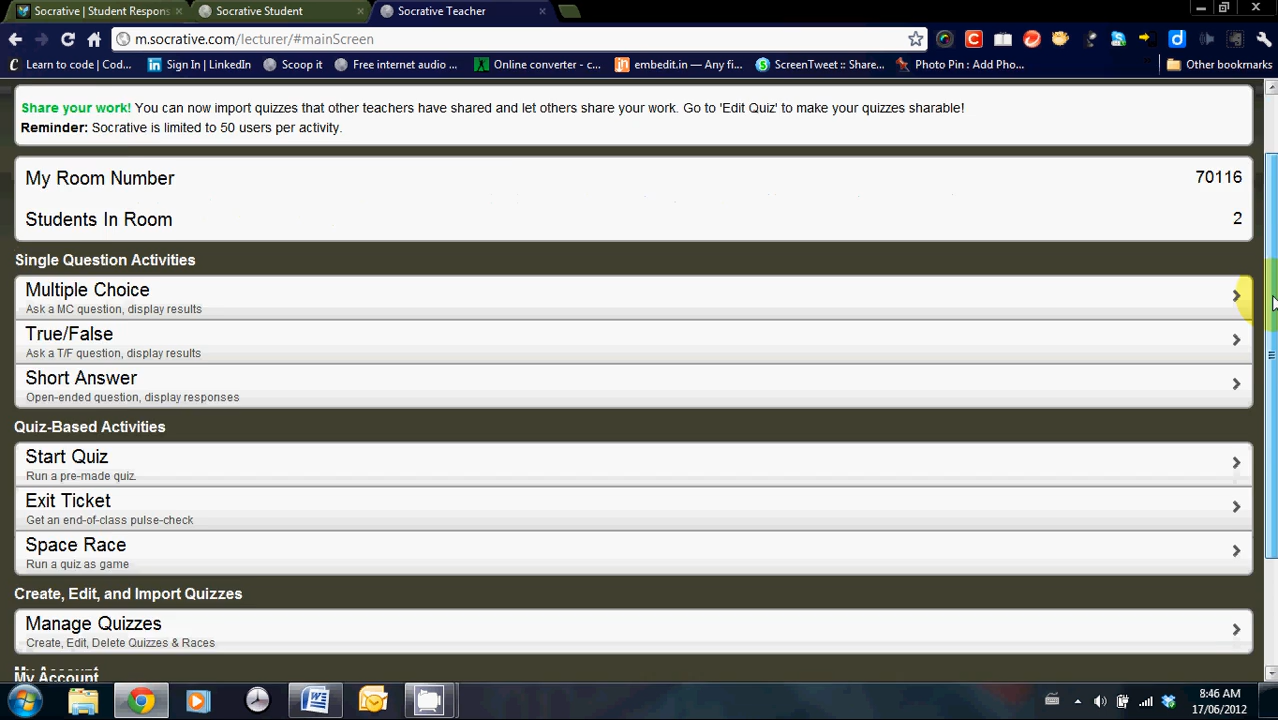 Socrative | Student Respons
Socrative Student
Socrative Teacher
m.socrative.com/lecturer/#mainScreen
Learn to code | Cod...
Sign In | LinkedIn
Scoop it
Free internet audio ...
Online converter - c...
embedit.in — Any fi...
ScreenTweet :: Share...
Photo Pin : Add Pho...
Other bookmarks
Share your work! You can now import quizzes that other teachers have shared and let others share your work. Go to 'Edit Quiz' to make your quizzes sharable!
Reminder: Socrative is limited to 50 users per activity.
My Room Number 70116
Students In Room 2
Single Question Activities
Multiple Choice
Ask a MC question, display results
True/False
Ask a T/F question, display results
Short Answer
Open-ended question, display responses
Quiz-Based Activities
Start Quiz
Run a pre-made quiz.
Exit Ticket
Get an end-of-class pulse-check
Space Race
Run a quiz as game
Create, Edit, and Import Quizzes
Manage Quizzes
Create, Edit, Delete Quizzes & Races
My Account
8:46 AM
17/06/2012